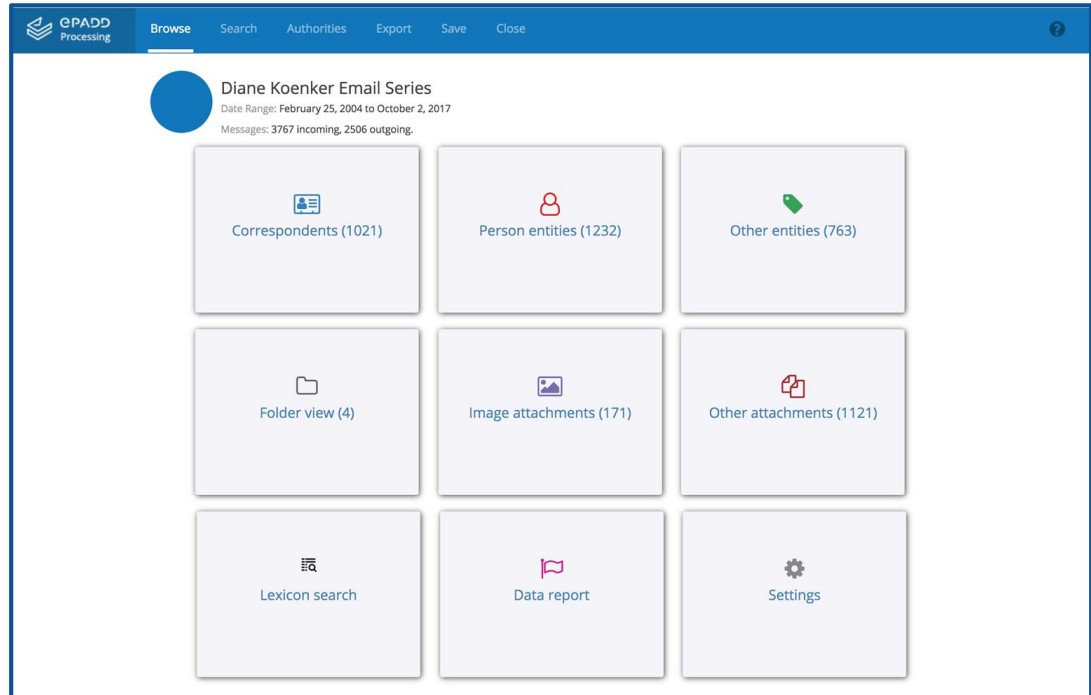 ePADD
Processing
Browse Search Authorities Export Save Close
Diane Koenker Email Series
Date Range: February 25, 2004 to October 2, 2017
Messages: 3767 incoming, 2506 outgoing.
Correspondents (1021) Person entities (1232) Other entities (763)
Folder view (4) Image attachments (171) Other attachments (1121)
Lexicon search Data report Settings